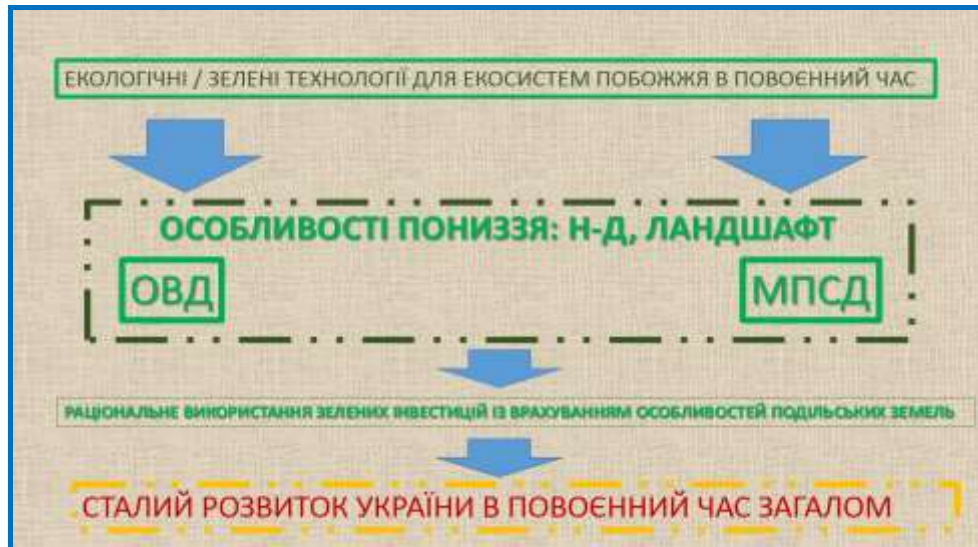 ЕКОЛОГІЧНІ / ЗЕЛЕНІ ТЕХНОЛОГІЇ ДЛЯ ЕКОСИСТЕМ ПОБОЖЖЯ В ПОВОЄННИЙ ЧАС
ОСОБЛИВОСТІ ПОНИЗЗЯ: Н-Д, ЛАНДШАФТ
ОВД
МПСД
РАЦІОНАЛЬНЕ ВИКОРИСТАННЯ ЗЕЛЕНИХ ІНВЕСТИЦІЙ ІЗ ВРАХУВАННЯМ ОСОБЛИВОСТЕЙ ПОДІЛЬСЬКИХ ЗЕМЕЛЬ
СТАЛИЙ РОЗВИТОК УКРАЇНИ В ПОВОЄННИЙ ЧАС ЗАГАЛОМ